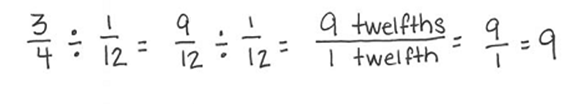 3/4 ÷ 1/12 = 9/12 ÷ 1/12 = 9 twelfths/1 twelfth = 9/1 = 9